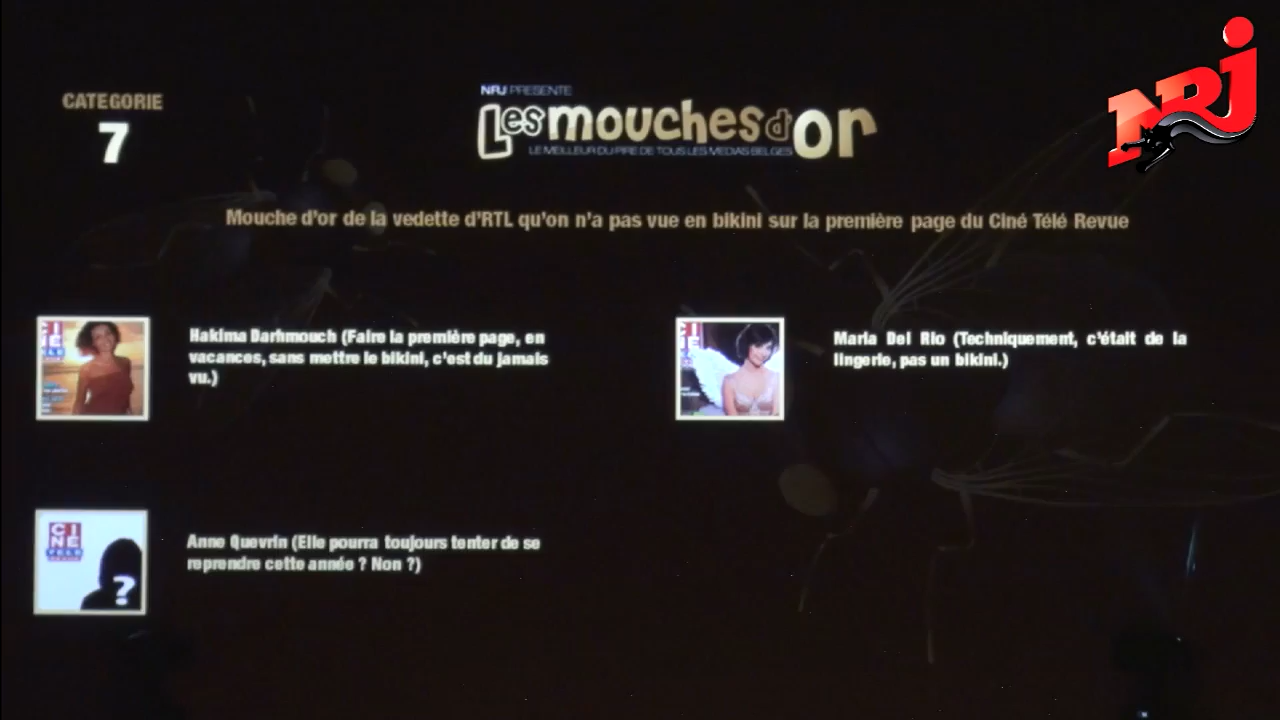 CATEGORIE
7
NRJ PRESENTE
Les mouches d'or
LE MEILLEUR DU PIRE DE TOUS LES MEDIAS BELGES
NRJ
Mouche d'or de la vedette d'RTL qu'on n'a pas vue en bikini sur la première page du Ciné Télé Revue
Hakima Darhmouch (Faire la première page, en
vacances, sans mettre le bikini, c'est du jamais
vu.)
Maria Del Rio (Techniquement, c'était de la
lingerie, pas un bikini.)
CI
NÉ
TÉLÉ
Anne Quevrin (Elle pourra toujours tenter de se
reprendre cette année ? Non ?)
?